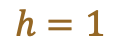 h = 1